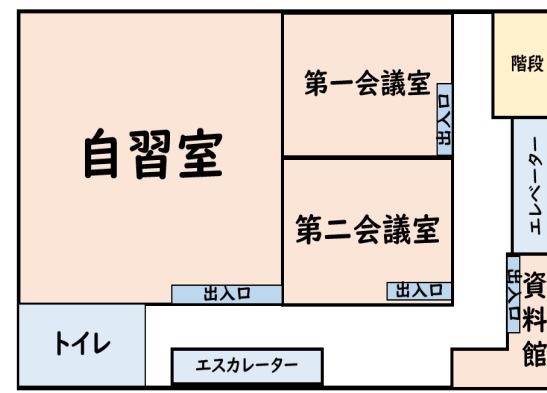 自習室
出入口
第一会議室
出入口
第二会議室
出入口
階段
エレベーター
出入口
資料館
トイレ
エスカレーター